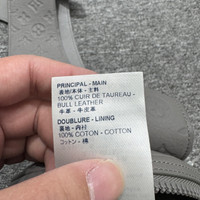 PRINCIPAL - MAIN
表地/本体・主料
100% CUIR DE TAUREAU -
BULL LEATHER
牛革・牛皮革
DOUBLURE - LINING
裏地・内衬
100% COTON - COTTON
コットン・棉